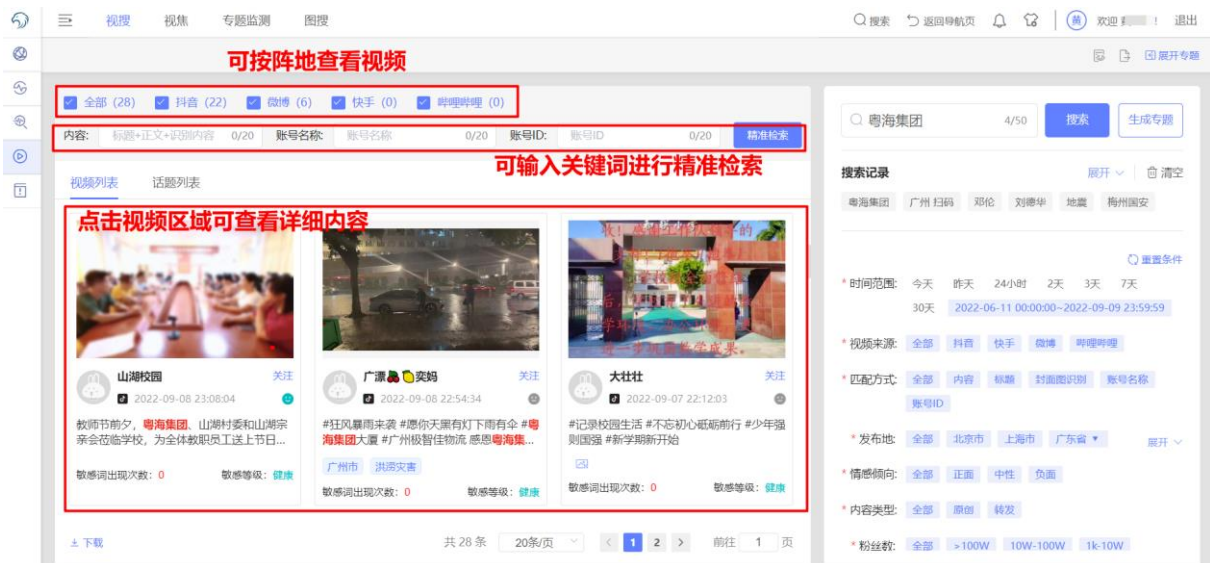 视搜 视焦 专题监测 图搜 搜索 返回导航页 黄 欢迎 ! 退出
可按阵地查看视频 展开专题
全部 (28) 抖音 (22) 微博 (6) 快手 (0) 哔哩哔哩 (0)
内容: 标题+正文+识别内容 0/20 账号名称: 账号名称 0/20 账号ID: 账号ID 0/20 精准检索
可输入关键词进行精准检索
视频列表 话题列表
点击视频区域可查看详细内容
山湖校园 关注
2022-09-08 23:08:04
教师节前夕，粤海集团、山湖村委和山湖宗
亲会莅临学校，为全体教职员工送上节日...
敏感词出现次数: 0 敏感等级: 健康
广漂 奕妈 关注
2022-09-08 22:54:34
#狂风暴雨来袭 #愿你天黑有灯下雨有伞 #粤
海集团大厦 #广州极智佳物流 感恩粤海集...
广州市 洪涝灾害
敏感词出现次数: 0 敏感等级: 健康
大壮壮 关注
2022-09-07 22:12:03
#记录校园生活 #不忘初心砥砺前行 #少年强
则国强 #新学期新开始
敏感词出现次数: 0 敏感等级: 健康
下载 共 28 条 20条/页 < 1 2 > 前往 1 页
粤海集团 4/50 搜索 生成专题
搜索记录 展开 清空
粤海集团 广州 扫码 邓伦 刘德华 地震 梅州国安
重置条件
* 时间范围: 今天 昨天 24小时 2天 3天 7天
30天 2022-06-11 00:00:00~2022-09-09 23:59:59
* 视频来源: 全部 抖音 快手 微博 哔哩哔哩
* 匹配方式: 全部 内容 标题 封面图识别 账号名称
账号ID
* 发布地: 全部 北京市 上海市 广东省 ▼ 展开
* 情感倾向: 全部 正面 中性 负面
* 内容类型: 全部 原创 转发
* 粉丝数: 全部 >100W 10W-100W 1k-10W